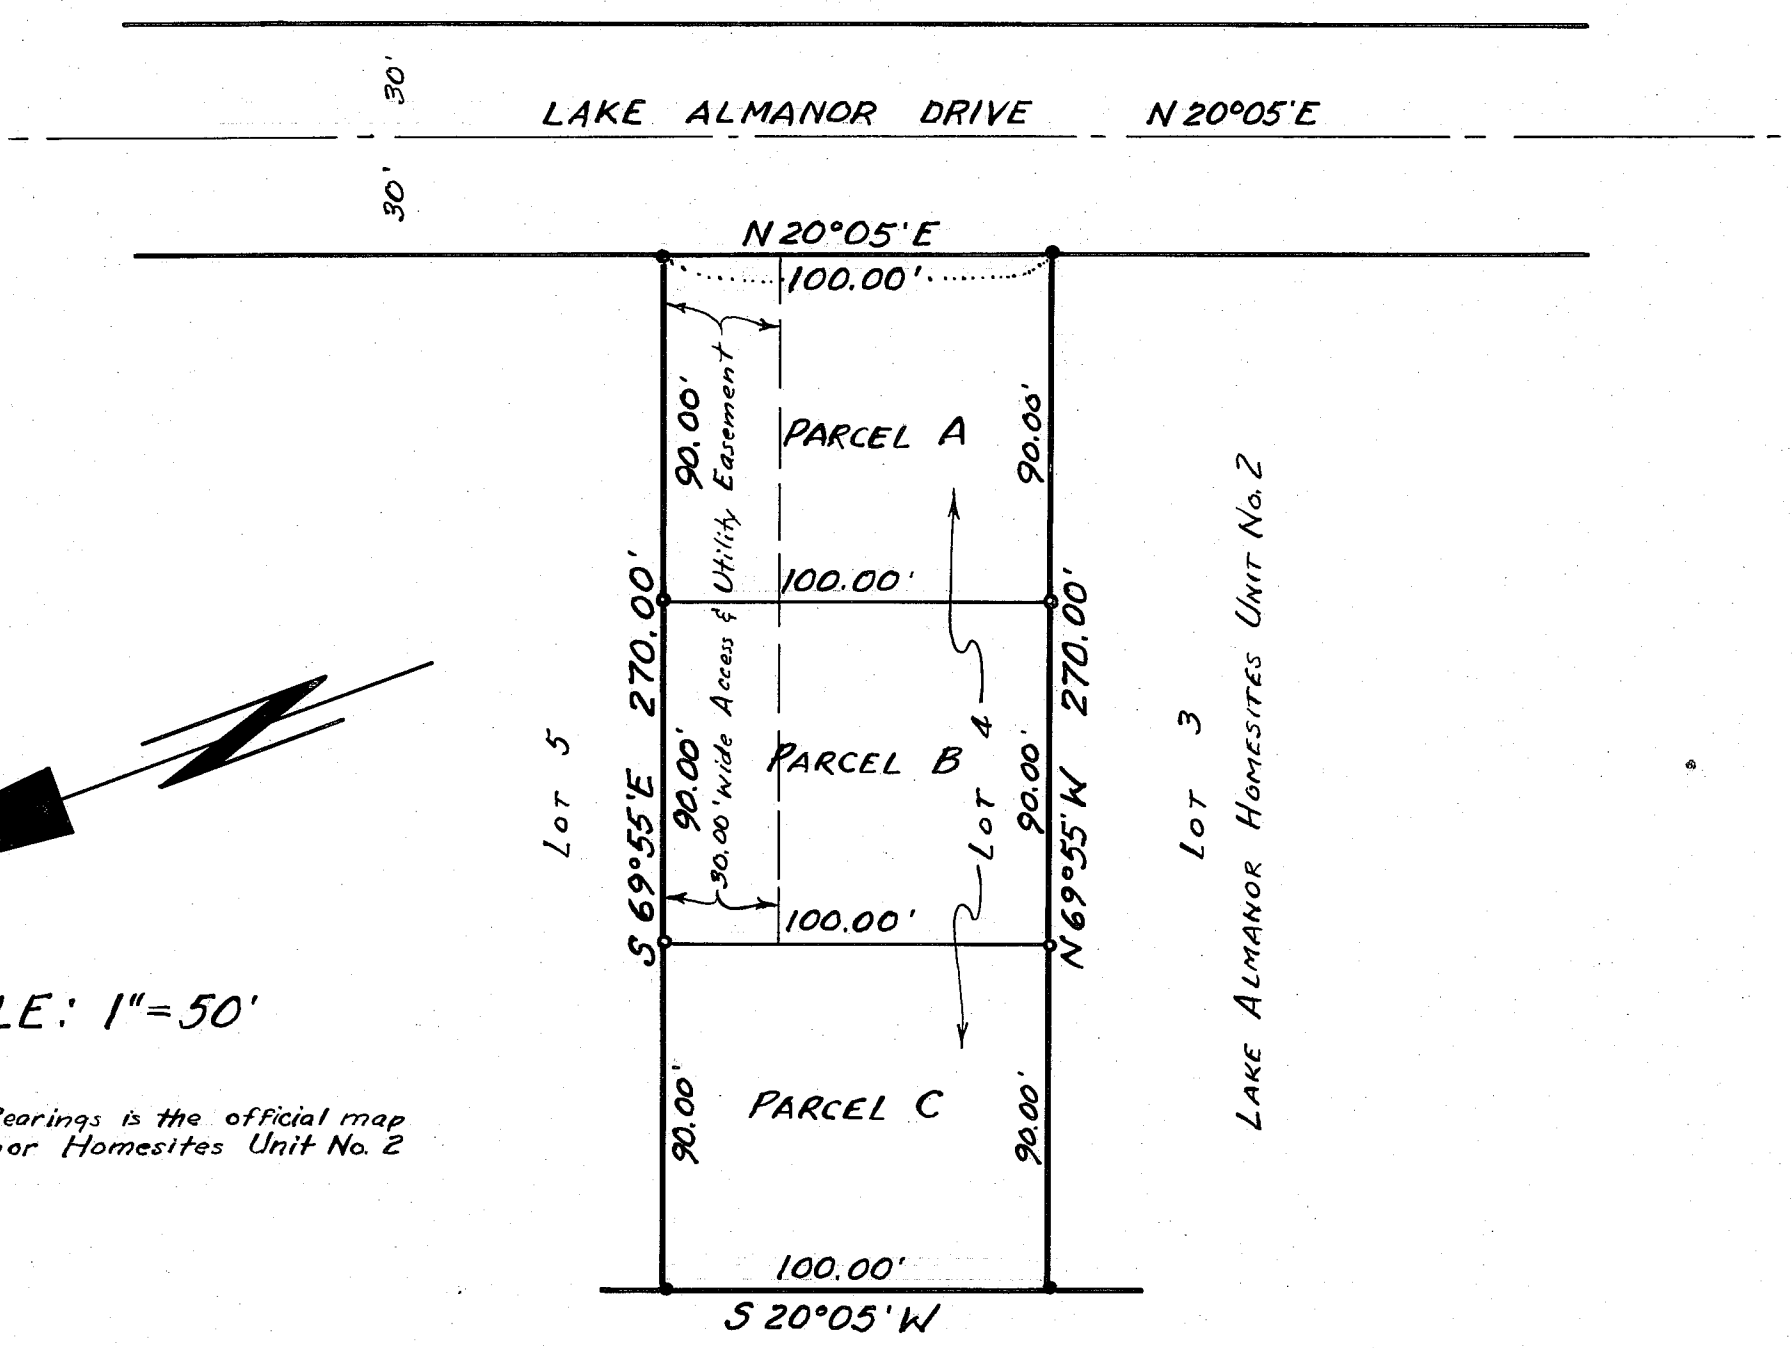 30'
LAKE ALMANOR DRIVE N 20°05'E
30'
N 20°05'E
100.00'
90.00'
30.00' wide Access & Utility Easement
PARCEL A
90.00'
100.00'
S 69°55'E 270.00'
N 69°55'W 270.00'
LOT 5
90.00'
PARCEL B
LOT 4
90.00'
LOT 3
LAKE ALMANOR HOMESITES UNIT No. 2
100.00'
LE: 1"=50'
Bearings is the official map
or Homesites Unit No. 2
90.00'
PARCEL C
90.00'
100.00'
S 20°05'W